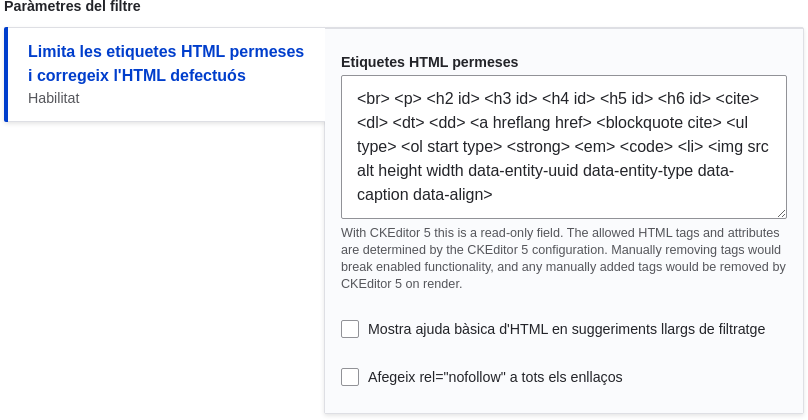 Paràmetres del filtre
Limita les etiquetes HTML permeses
i corregeix l'HTML defectuós
Habilitat
Etiquetes HTML permeses
<br> <p> <h2 id> <h3 id> <h4 id> <h5 id> <h6 id> <cite>
<dl> <dt> <dd> <a hreflang href> <blockquote cite> <ul
type> <ol start type> <strong> <em> <code> <li> <img src
alt height width data-entity-uuid data-entity-type data-
caption data-align>
With CKEditor 5 this is a read-only field. The allowed HTML tags and attributes
are determined by the CKEditor 5 configuration. Manually removing tags would
break enabled functionality, and any manually added tags would be removed by
CKEditor 5 on render.
Mostra ajuda bàsica d'HTML en suggeriments llargs de filtratge
Afegeix rel="nofollow" a tots els enllaços